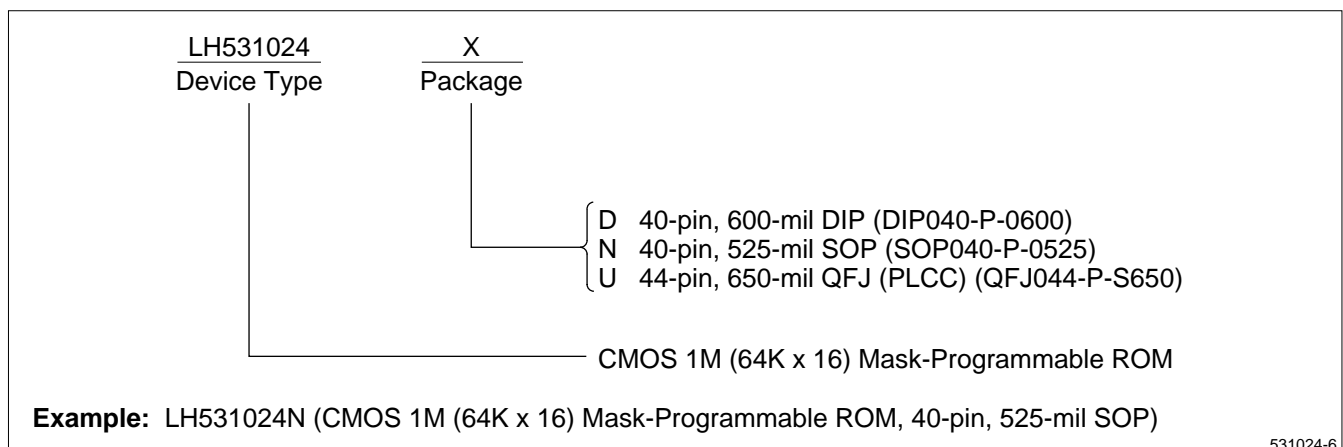 LH531024 X
Device Type Package
D 40-pin, 600-mil DIP (DIP040-P-0600)
N 40-pin, 525-mil SOP (SOP040-P-0525)
U 44-pin, 650-mil QFJ (PLCC) (QFJ044-P-S650)
CMOS 1M (64K x 16) Mask-Programmable ROM
Example: LH531024N (CMOS 1M (64K x 16) Mask-Programmable ROM, 40-pin, 525-mil SOP)
531024-6